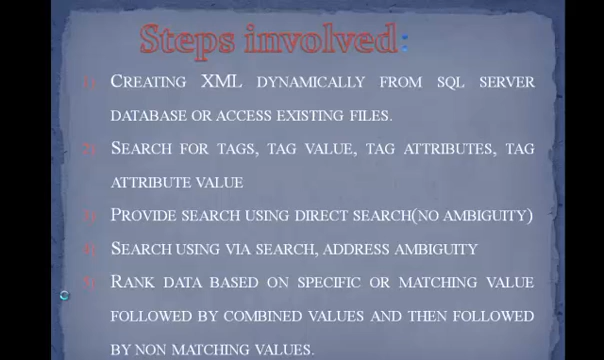 Steps involved:
1) CREATING XML DYNAMICALLY FROM SQL SERVER
DATABASE OR ACCESS EXISTING FILES.
2) SEARCH FOR TAGS, TAG VALUE, TAG ATTRIBUTES, TAG
ATTRIBUTE VALUE
3) PROVIDE SEARCH USING DIRECT SEARCH(NO AMBIGUITY)
4) SEARCH USING VIA SEARCH, ADDRESS AMBIGUITY
5) RANK DATA BASED ON SPECIFIC OR MATCHING VALUE
FOLLOWED BY COMBINED VALUES AND THEN FOLLOWED
BY NON MATCHING VALUES.